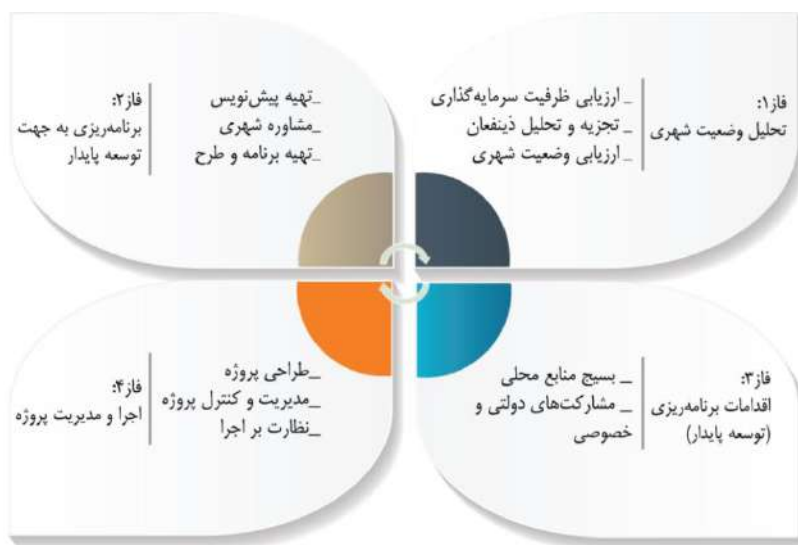 فاز۱:
تحلیل وضعیت شهری
_ ارزیابی ظرفیت سرمایه‌گذاری
_ تجزیه و تحلیل ذینفعان
_ ارزیابی وضعیت شهری
فاز۲:
برنامه‌ریزی به جهت
توسعه پایدار
_تهیه پیش‌نویس
_مشاوره شهری
_تهیه برنامه و طرح
فاز۳:
اقدامات برنامه‌ریزی
(توسعه پایدار)
_ بسیج منابع محلی
_ مشارکت‌های دولتی و
خصوصی
فاز۴:
اجرا و مدیریت پروژه
_طراحی پروژه
_مدیریت و کنترل پروژه
_نظارت بر اجرا